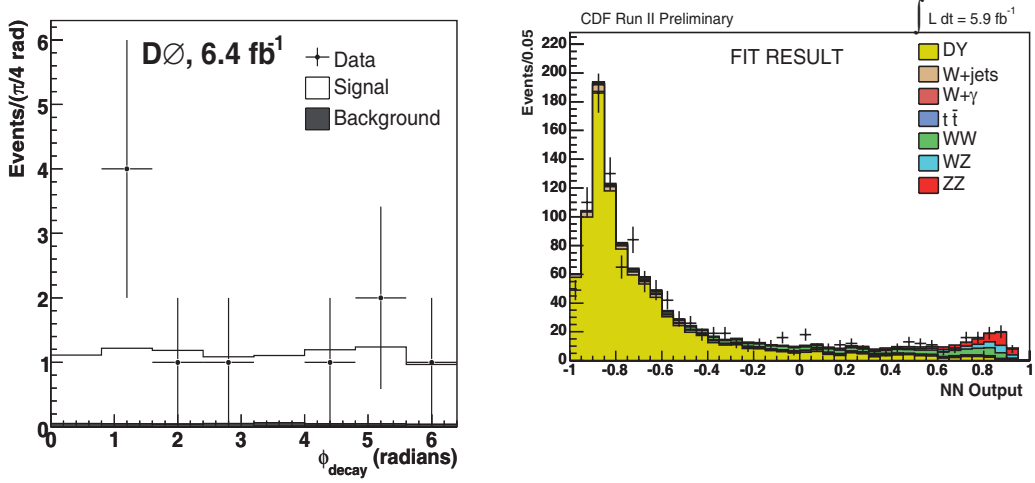 DØ, 6.4 fb-1
Data
Signal
Background
Events/(π/4 rad)
6
5
4
3
2
1
0
0 1 2 3 4 5 6
ϕdecay (radians)
CDF Run II Preliminary
∫ L dt = 5.9 fb-1
FIT RESULT
DY
W+jets
W+γ
t t̄
WW
WZ
ZZ
Events/0.05
220
200
180
160
140
120
100
80
60
40
20
0
-1 -0.8 -0.6 -0.4 -0.2 0 0.2 0.4 0.6 0.8 1
NN Output